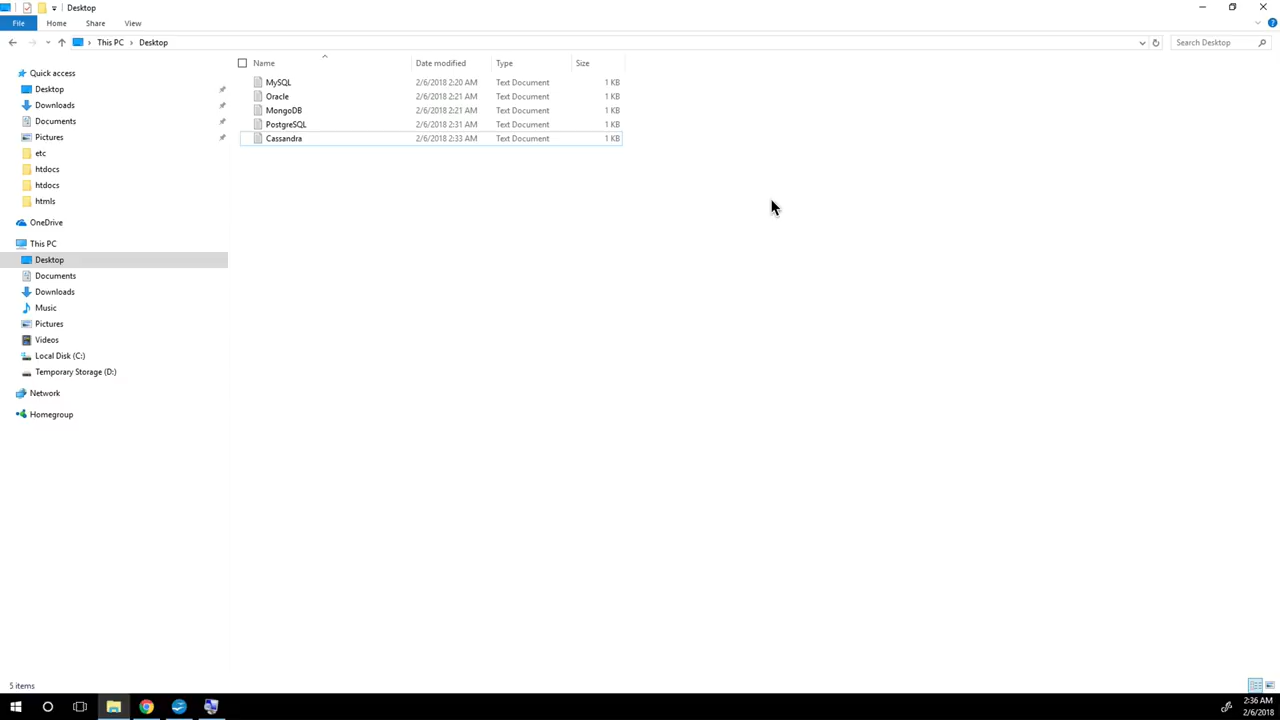 Desktop
File Home Share View
This PC Desktop
Search Desktop
Name Date modified Type Size
MySQL 2/6/2018 2:20 AM Text Document 1 KB
Oracle 2/6/2018 2:21 AM Text Document 1 KB
MongoDB 2/6/2018 2:21 AM Text Document 1 KB
PostgreSQL 2/6/2018 2:31 AM Text Document 1 KB
Cassandra 2/6/2018 2:33 AM Text Document 1 KB
Quick access
Desktop
Downloads
Documents
Pictures
etc
htdocs
htdocs
htmls
OneDrive
This PC
Desktop
Documents
Downloads
Music
Pictures
Videos
Local Disk (C:)
Temporary Storage (D:)
Network
Homegroup
5 items
2:36 AM
2/6/2018